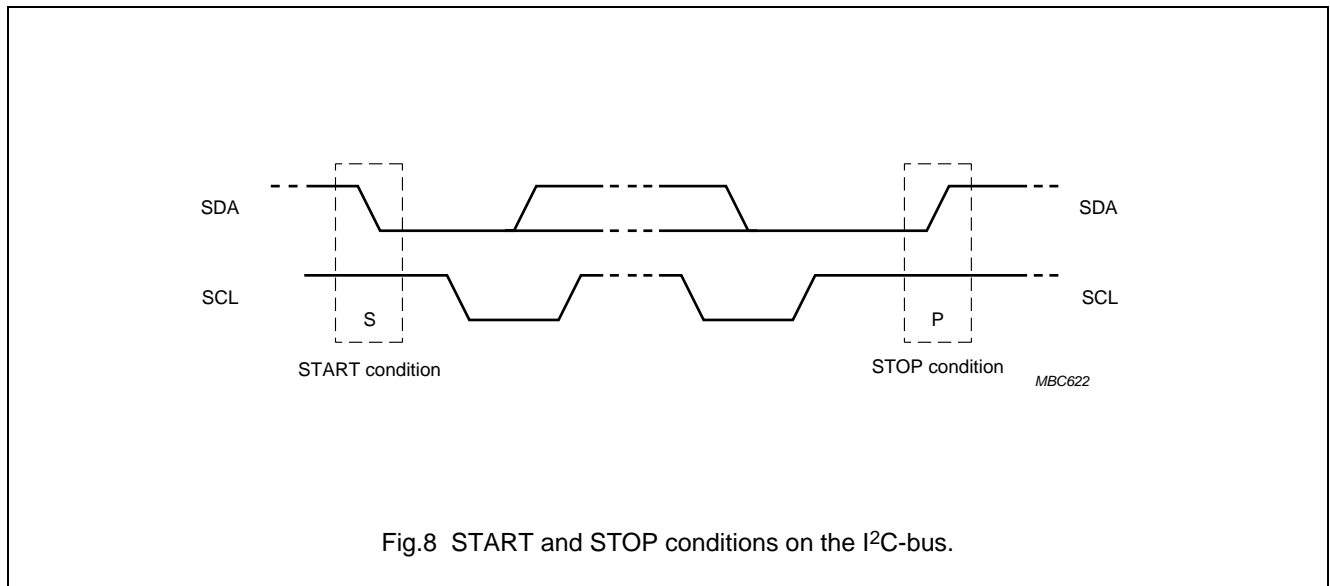 SDA
SDA
SCL
SCL
S
P
START condition
STOP condition
MBC622
Fig.8 START and STOP conditions on the I²C-bus.